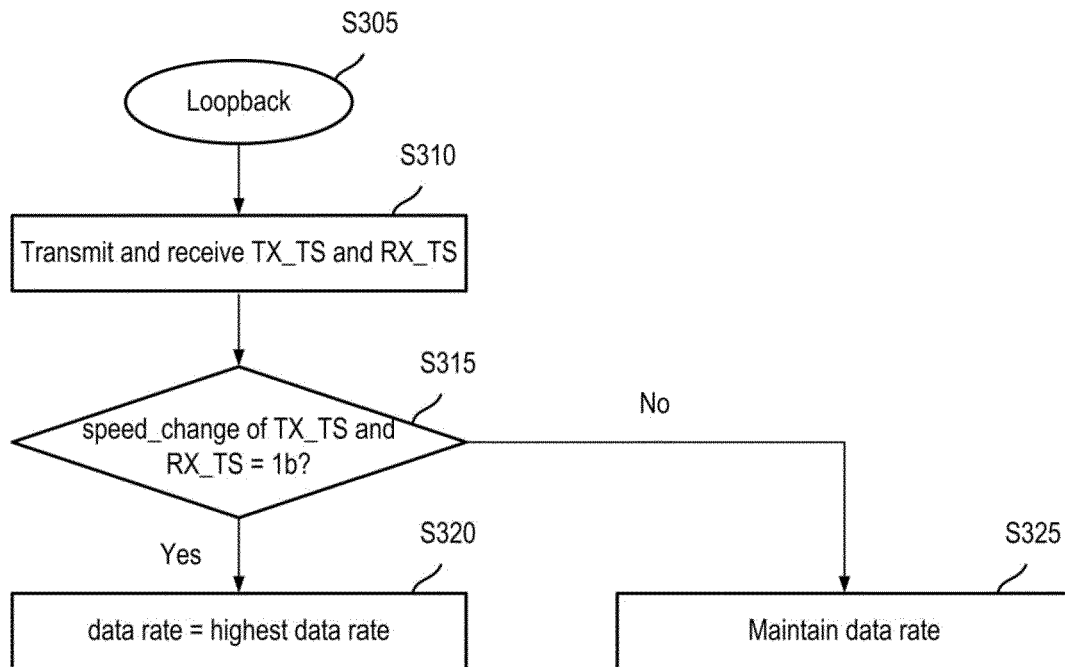 S305
Loopback
S310
Transmit and receive TX_TS and RX_TS
S315
speed_change of TX_TS and
RX_TS = 1b?
No
Yes
S320
data rate = highest data rate
S325
Maintain data rate